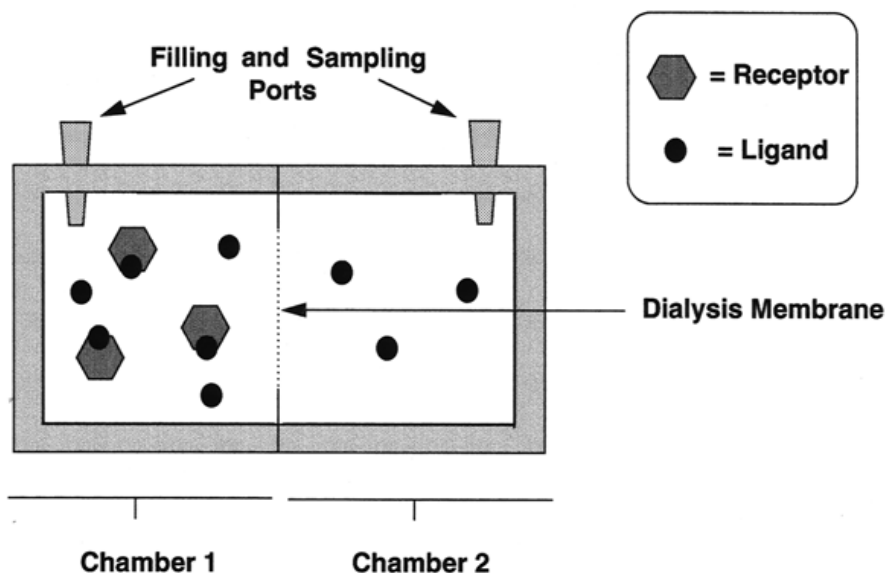 Filling and Sampling
Ports
= Receptor
= Ligand
Dialysis Membrane
Chamber 1
Chamber 2